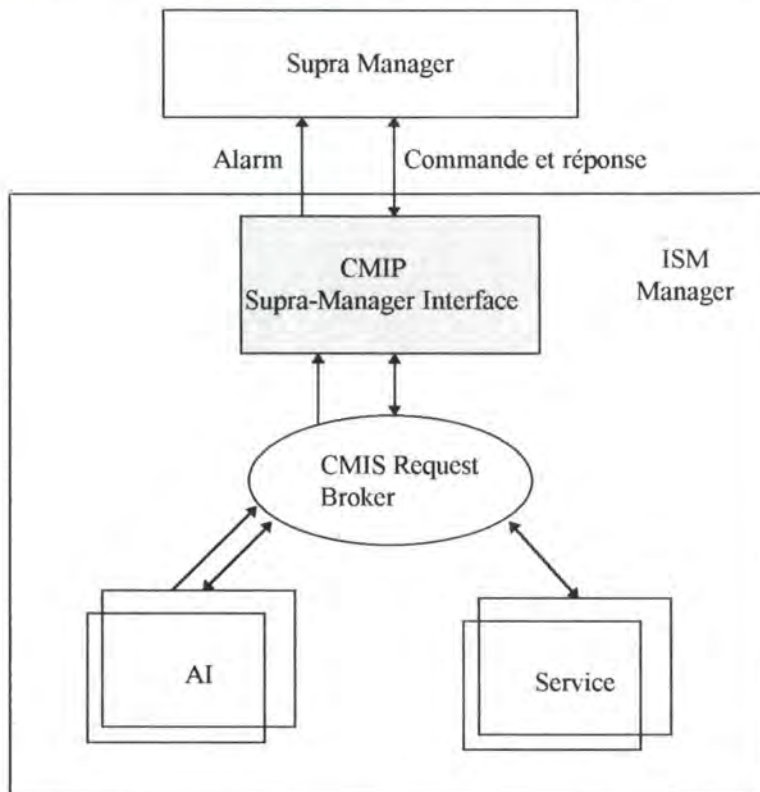 Supra Manager
Alarm
Commande et réponse
CMIP
Supra-Manager Interface
ISM
Manager
CMIS Request
Broker
AI
Service